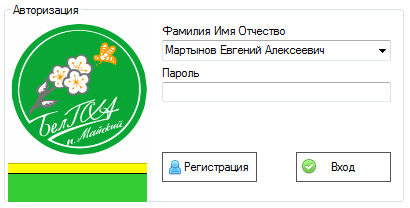 Авторизация
Фамилия Имя Отчество
Мартынов Евгений Алексеевич
Пароль
БелГСХА
п. Майский
Регистрация
Вход